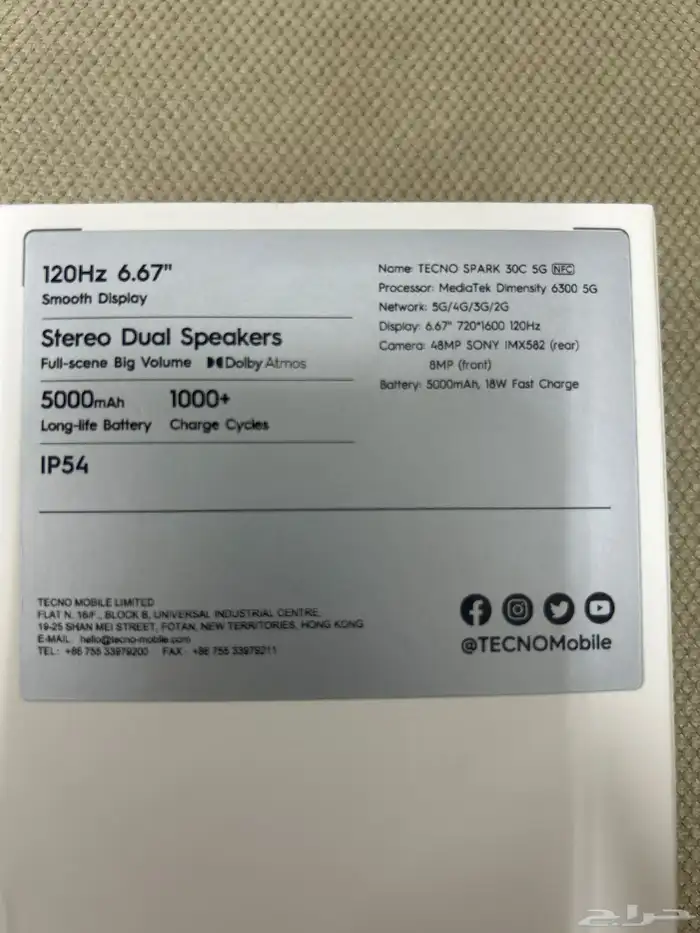 120Hz 6.67"
Smooth Display
Stereo Dual Speakers
Full-scene Big Volume Dolby Atmos
5000mAh 1000+
Long-life Battery Charge Cycles
IP54
Name: TECNO SPARK 30C 5G NFC
Processor: MediaTek Dimensity 6300 5G
Network: 5G/4G/3G/2G
Display: 6.67" 720*1600 120Hz
Camera: 48MP SONY IMX582 (rear)
8MP (front)
Battery: 5000mAh, 18W Fast Charge
TECNO MOBILE LIMITED
FLAT N, 16/F., BLOCK B, UNIVERSAL INDUSTRIAL CENTRE,
19-25 SHAN MEI STREET, FOTAN, NEW TERRITORIES, HONG KONG
E-MAIL: hello@tecno-mobile.com
TEL: +86 755 33979200 FAX: +86 755 33979211
@TECNOMobile
حراج